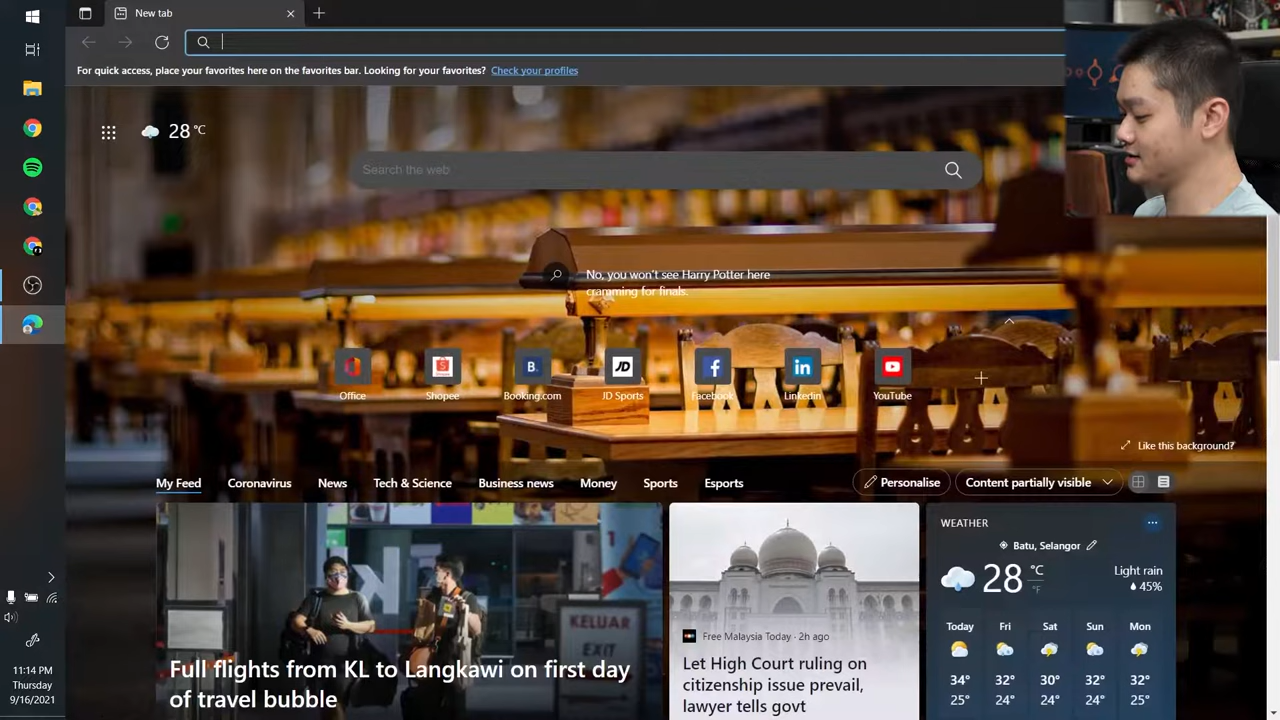 New tab
For quick access, place your favorites here on the favorites bar. Looking for your favorites? Check your profiles
28 °C
Search the web
No, you won't see Harry Potter here
cramming for finals.
Office
Shopee
Booking.com
JD Sports
Facebook
Linkedin
YouTube
Like this background?
My Feed
Coronavirus
News
Tech & Science
Business news
Money
Sports
Esports
Personalise
Content partially visible
KELUAR
EXIT
Full flights from KL to Langkawi on first day
of travel bubble
Free Malaysia Today · 2h ago
Let High Court ruling on
citizenship issue prevail,
lawyer tells govt
WEATHER
Batu, Selangor
28 °C
°F
Light rain
45%
Today Fri Sat Sun Mon
34° 32° 30° 32° 32°
25° 24° 24° 24° 24°
11:14 PM
Thursday
9/16/2021